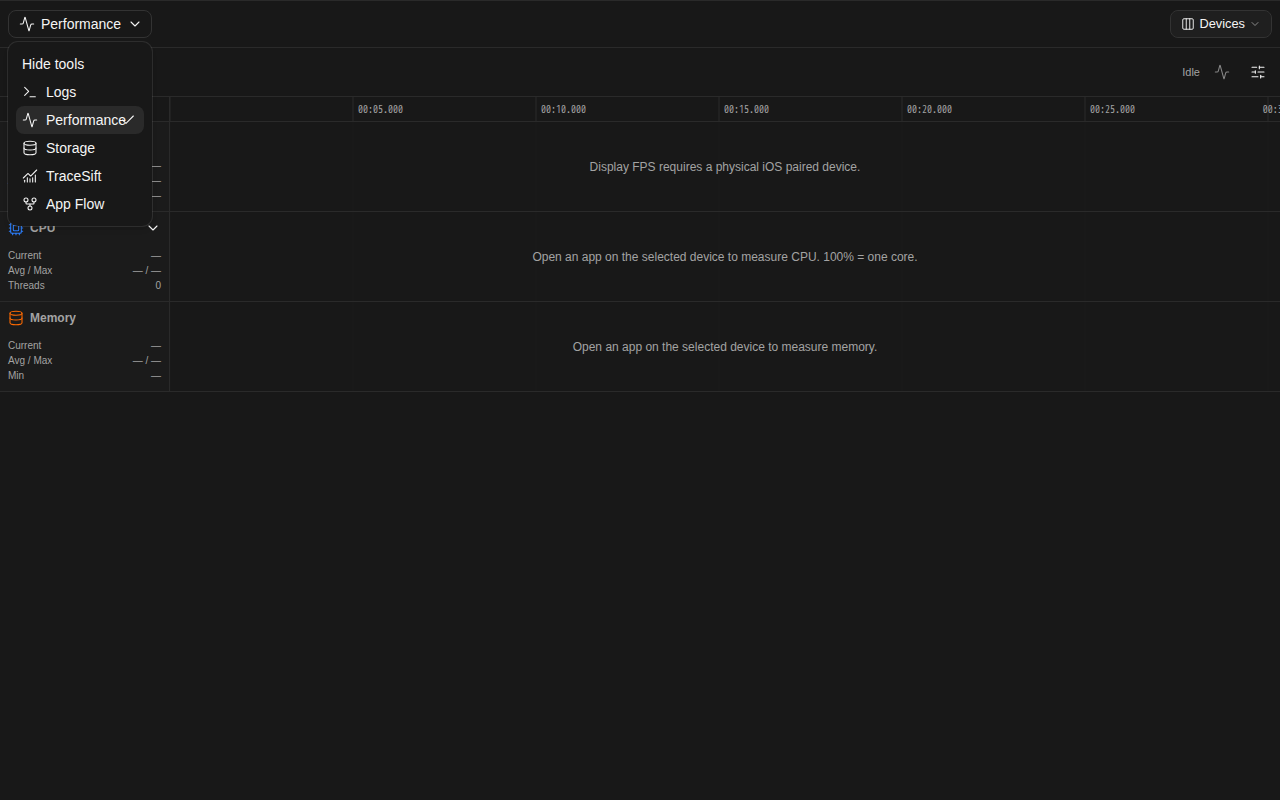 Performance
Devices
Hide tools
Logs
Performance
Storage
TraceSift
App Flow
Idle
00:05.000 00:10.000 00:15.000 00:20.000 00:25.000
—
—
—
Display FPS requires a physical iOS paired device.
CPU
Current —
Avg / Max — / —
Threads 0
Open an app on the selected device to measure CPU. 100% = one core.
Memory
Current —
Avg / Max — / —
Min —
Open an app on the selected device to measure memory.